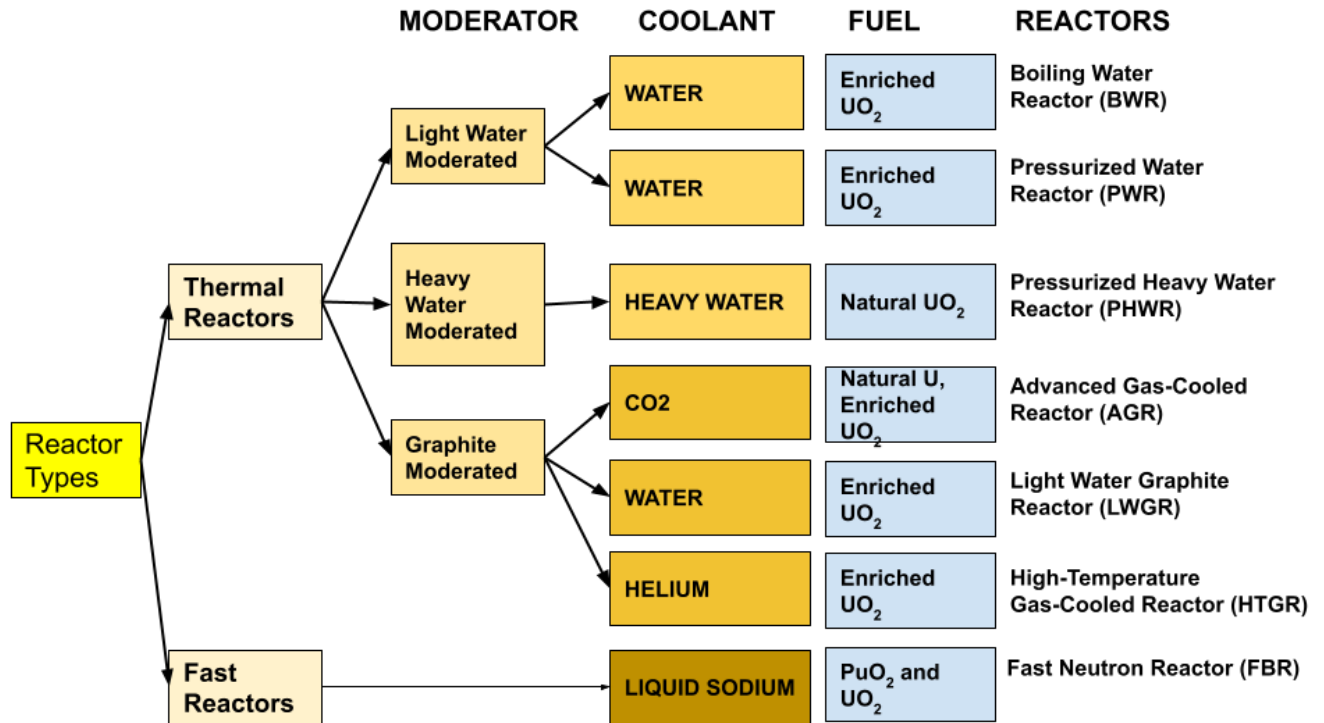 MODERATOR COOLANT FUEL REACTORS
Reactor
Types
Thermal
Reactors
Fast
Reactors
Light Water
Moderated
Heavy
Water
Moderated
Graphite
Moderated
WATER
Enriched
UO₂
Boiling Water
Reactor (BWR)
WATER
Enriched
UO₂
Pressurized Water
Reactor (PWR)
HEAVY WATER
Natural UO₂
Pressurized Heavy Water
Reactor (PHWR)
CO2
Natural U,
Enriched
UO₂
Advanced Gas-Cooled
Reactor (AGR)
WATER
Enriched
UO₂
Light Water Graphite
Reactor (LWGR)
HELIUM
Enriched
UO₂
High-Temperature
Gas-Cooled Reactor (HTGR)
LIQUID SODIUM
PuO₂ and
UO₂
Fast Neutron Reactor (FBR)